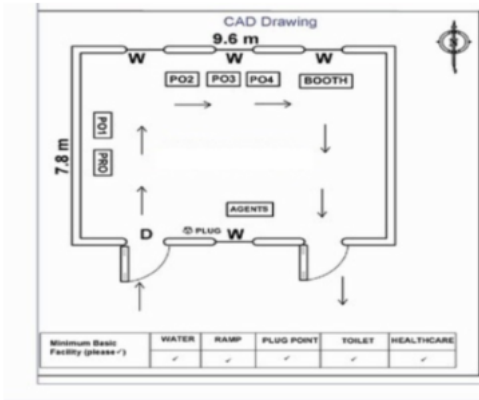 CAD Drawing
9.6 m
W W W
PO2 PO3 PO4 BOOTH
PO1
7.8 m
PRO
AGENTS
D PLUG W
Minimum Basic Facility (please✓) WATER RAMP PLUG POINT TOILET HEALTHCARE
✓ ✓ ✓ ✓ ✓